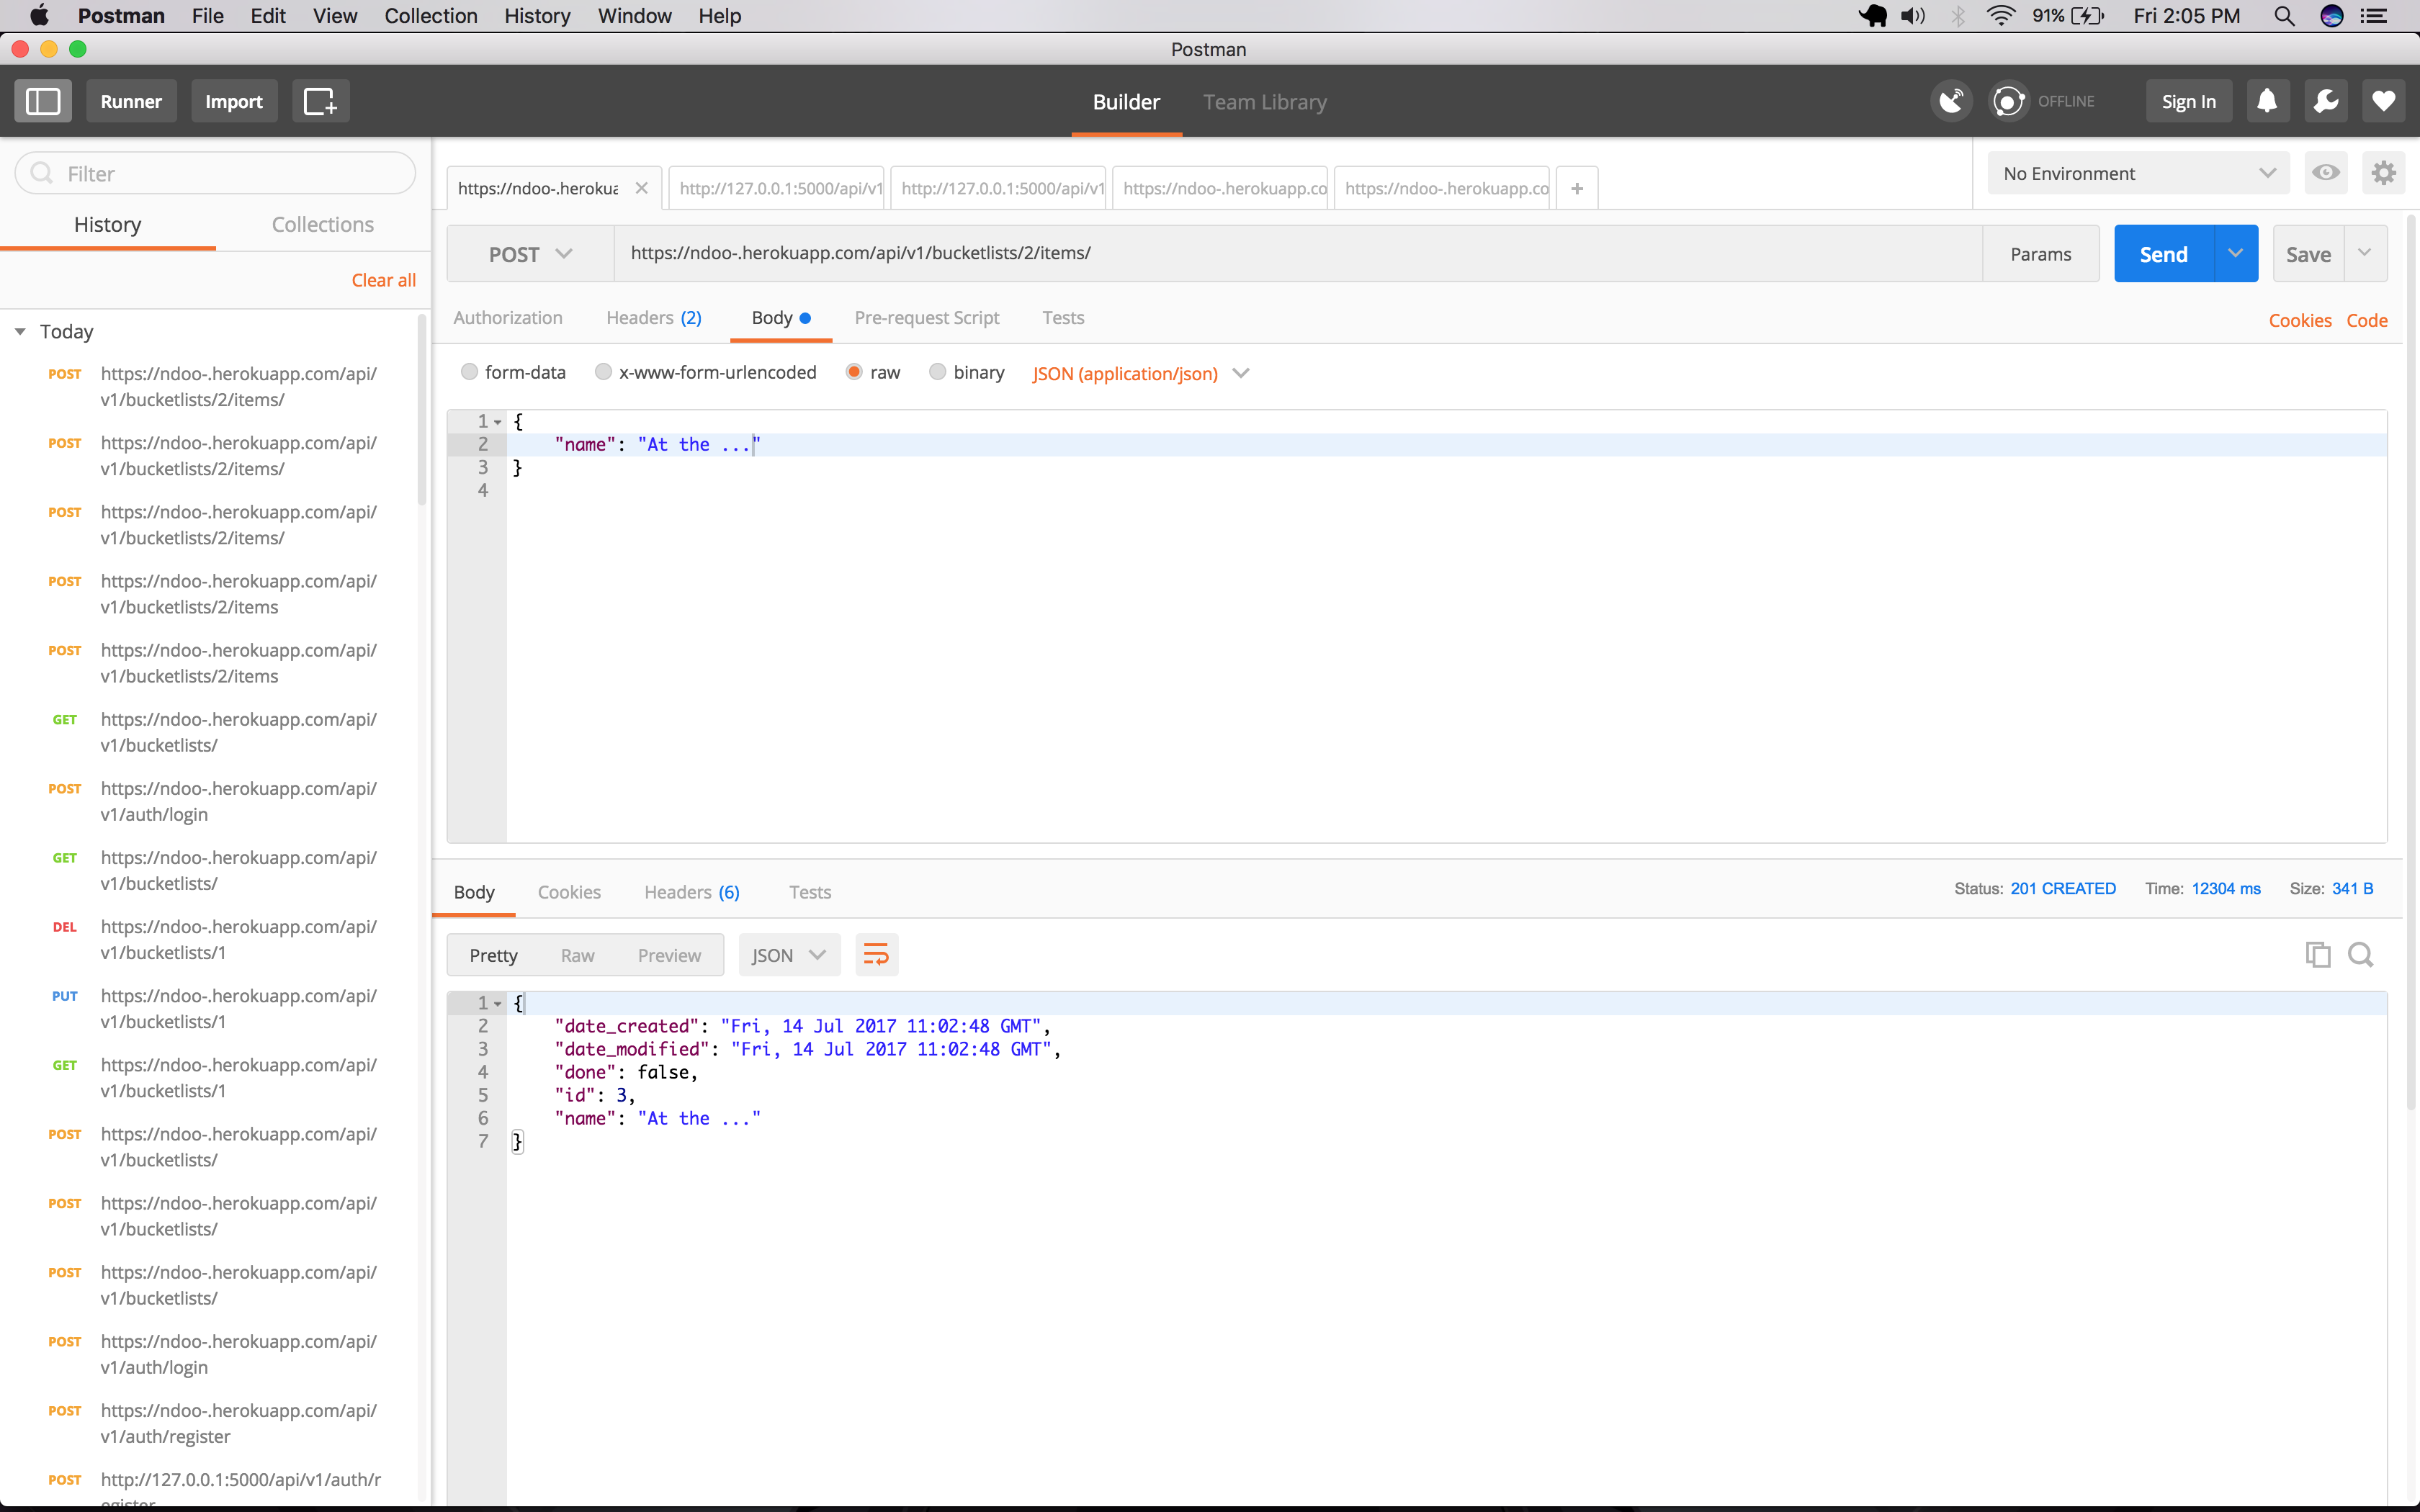 Postman File Edit View Collection History Window Help 91% Fri 2:05 PM
Postman
Runner Import Builder Team Library OFFLINE Sign In
Filter
History Collections
Clear all
Today
POST https://ndoo-.herokuapp.com/api/
v1/bucketlists/2/items/
POST https://ndoo-.herokuapp.com/api/
v1/bucketlists/2/items/
POST https://ndoo-.herokuapp.com/api/
v1/bucketlists/2/items/
POST https://ndoo-.herokuapp.com/api/
v1/bucketlists/2/items
POST https://ndoo-.herokuapp.com/api/
v1/bucketlists/2/items
GET https://ndoo-.herokuapp.com/api/
v1/bucketlists/
POST https://ndoo-.herokuapp.com/api/
v1/auth/login
GET https://ndoo-.herokuapp.com/api/
v1/bucketlists/
DEL https://ndoo-.herokuapp.com/api/
v1/bucketlists/1
PUT https://ndoo-.herokuapp.com/api/
v1/bucketlists/1
GET https://ndoo-.herokuapp.com/api/
v1/bucketlists/1
POST https://ndoo-.herokuapp.com/api/
v1/bucketlists/
POST https://ndoo-.herokuapp.com/api/
v1/bucketlists/
POST https://ndoo-.herokuapp.com/api/
v1/bucketlists/
POST https://ndoo-.herokuapp.com/api/
v1/auth/login
POST https://ndoo-.herokuapp.com/api/
v1/auth/register
POST http://127.0.0.1:5000/api/v1/auth/r
egister
https://ndoo-.herokua http://127.0.0.1:5000/api/v1 http://127.0.0.1:5000/api/v1 https://ndoo-.herokuapp.co https://ndoo-.herokuapp.co + No Environment
POST https://ndoo-.herokuapp.com/api/v1/bucketlists/2/items/ Params Send Save
Authorization Headers (2) Body Pre-request Script Tests Cookies Code
form-data x-www-form-urlencoded raw binary JSON (application/json)
1 {
2 "name": "At the ..."
3 }
4
Body Cookies Headers (6) Tests Status: 201 CREATED Time: 12304 ms Size: 341 B
Pretty Raw Preview JSON
1 {
2 "date_created": "Fri, 14 Jul 2017 11:02:48 GMT",
3 "date_modified": "Fri, 14 Jul 2017 11:02:48 GMT",
4 "done": false,
5 "id": 3,
6 "name": "At the ..."
7 }